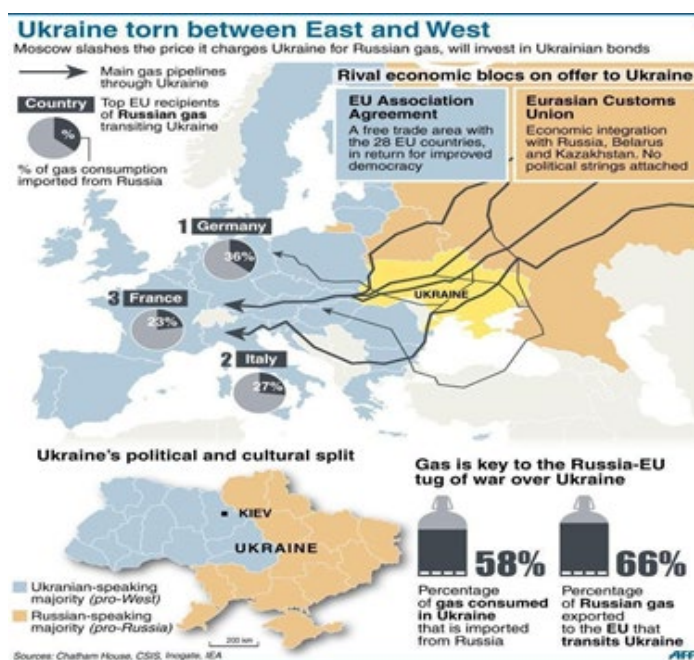 Ukraine torn between East and West
Moscow slashes the price it charges Ukraine for Russian gas, will invest in Ukrainian bonds
Main gas pipelines
through Ukraine
Country
%
Top EU recipients
of Russian gas
transiting Ukraine
% of gas consumption
imported from Russia
Rival economic blocs on offer to Ukraine
EU Association
Agreement
A free trade area with
the 28 EU countries,
in return for improved
democracy
Eurasian Customs
Union
Economic integration
with Russia, Belarus
and Kazakhstan. No
political strings attached
1 Germany
36%
3 France
23%
2 Italy
27%
UKRAINE
Ukraine's political and cultural split
KIEV
UKRAINE
Ukranian-speaking
majority (pro-West)
Russian-speaking
majority (pro-Russia)
200 km
Gas is key to the Russia-EU
tug of war over Ukraine
58%
Percentage
of gas consumed
in Ukraine
that is imported
from Russia
66%
Percentage
of Russian gas
exported
to the EU that
transits Ukraine
Sources: Chatham House, CSIS, Inogate, IEA
AFP